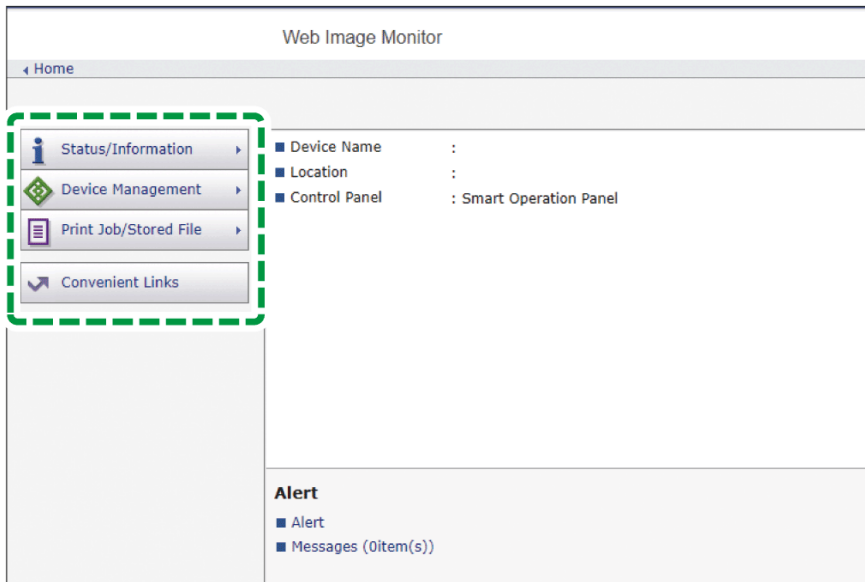 Web Image Monitor
Home
Status/Information
Device Management
Print Job/Stored File
Convenient Links
Device Name :
Location :
Control Panel : Smart Operation Panel
Alert
Alert
Messages (0item(s))